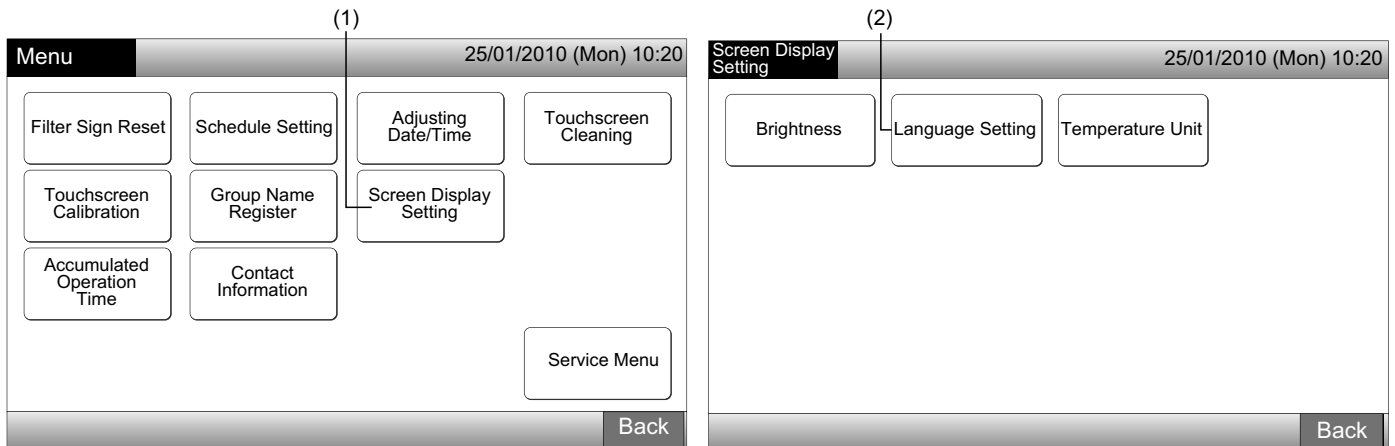 (1)
Menu
25/01/2010 (Mon) 10:20
Filter Sign Reset
Schedule Setting
Adjusting
Date/Time
Touchscreen
Cleaning
Touchscreen
Calibration
Group Name
Register
Screen Display
Setting
Accumulated
Operation
Time
Contact
Information
Service Menu
Back
(2)
Screen Display
Setting
25/01/2010 (Mon) 10:20
Brightness
Language Setting
Temperature Unit
Back